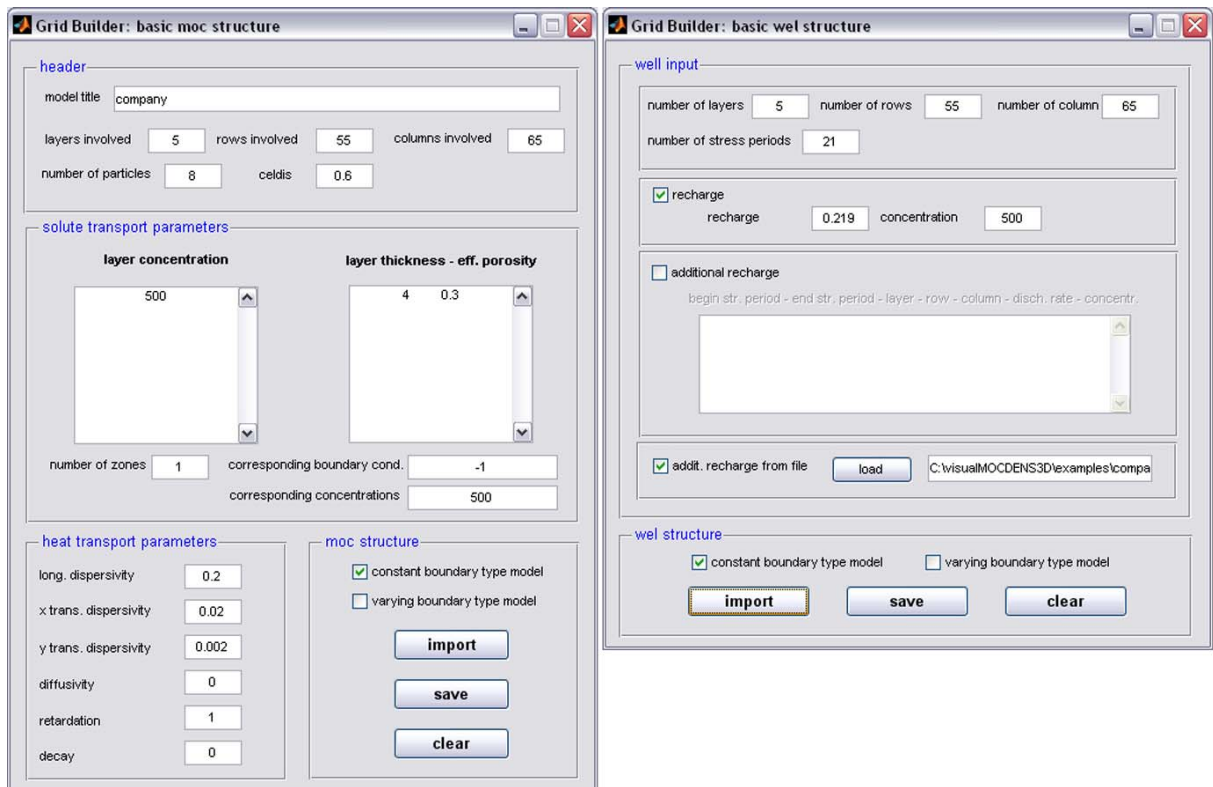 Grid Builder: basic moc structure
header
model title company
layers involved 5 rows involved 55 columns involved 65
number of particles 8 celdis 0.6
solute transport parameters
layer concentration layer thickness - eff. porosity
500 4 0.3
number of zones 1 corresponding boundary cond. -1
corresponding concentrations 500
heat transport parameters
long. dispersivity 0.2
x trans. dispersivity 0.02
y trans. dispersivity 0.002
diffusivity 0
retardation 1
decay 0
moc structure
constant boundary type model
varying boundary type model
import
save
clear
Grid Builder: basic wel structure
well input
number of layers 5 number of rows 55 number of column 65
number of stress periods 21
recharge
recharge 0.219 concentration 500
additional recharge
begin str. period - end str. period - layer - row - column - disch. rate - concentr.
addit. recharge from file load C:\visualMOCDENS3D\examples\compa
wel structure
constant boundary type model varying boundary type model
import save clear